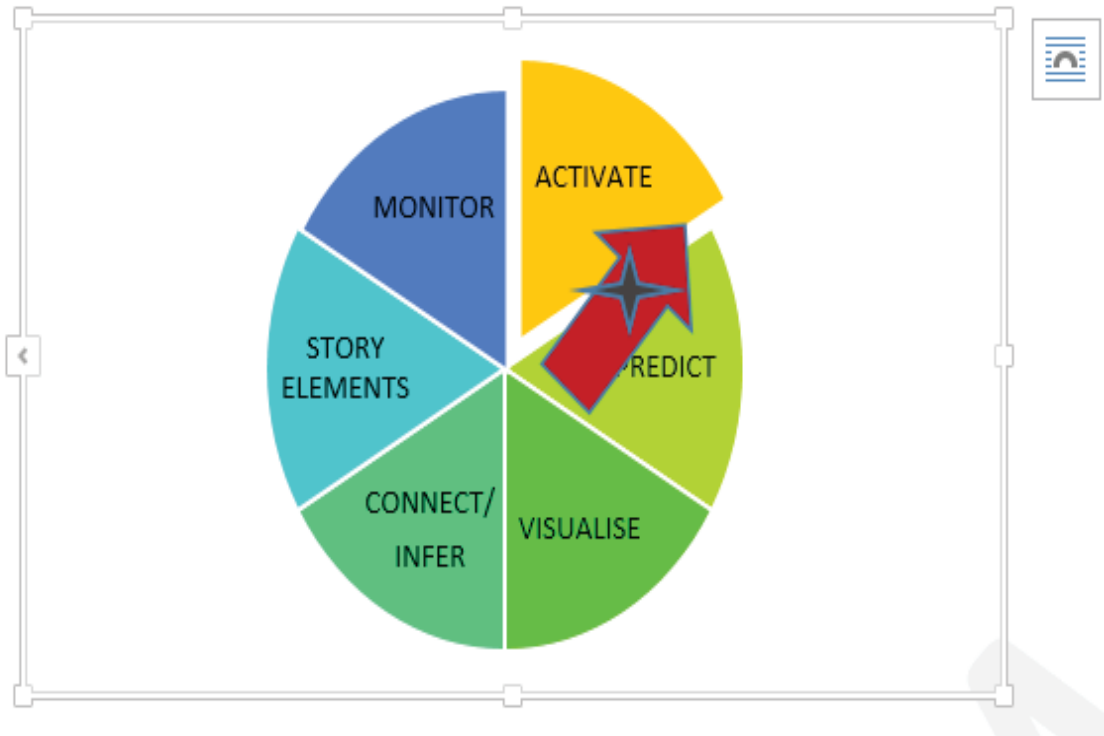 ACTIVATE
MONITOR
PREDICT
STORY
ELEMENTS
CONNECT/
INFER
VISUALISE